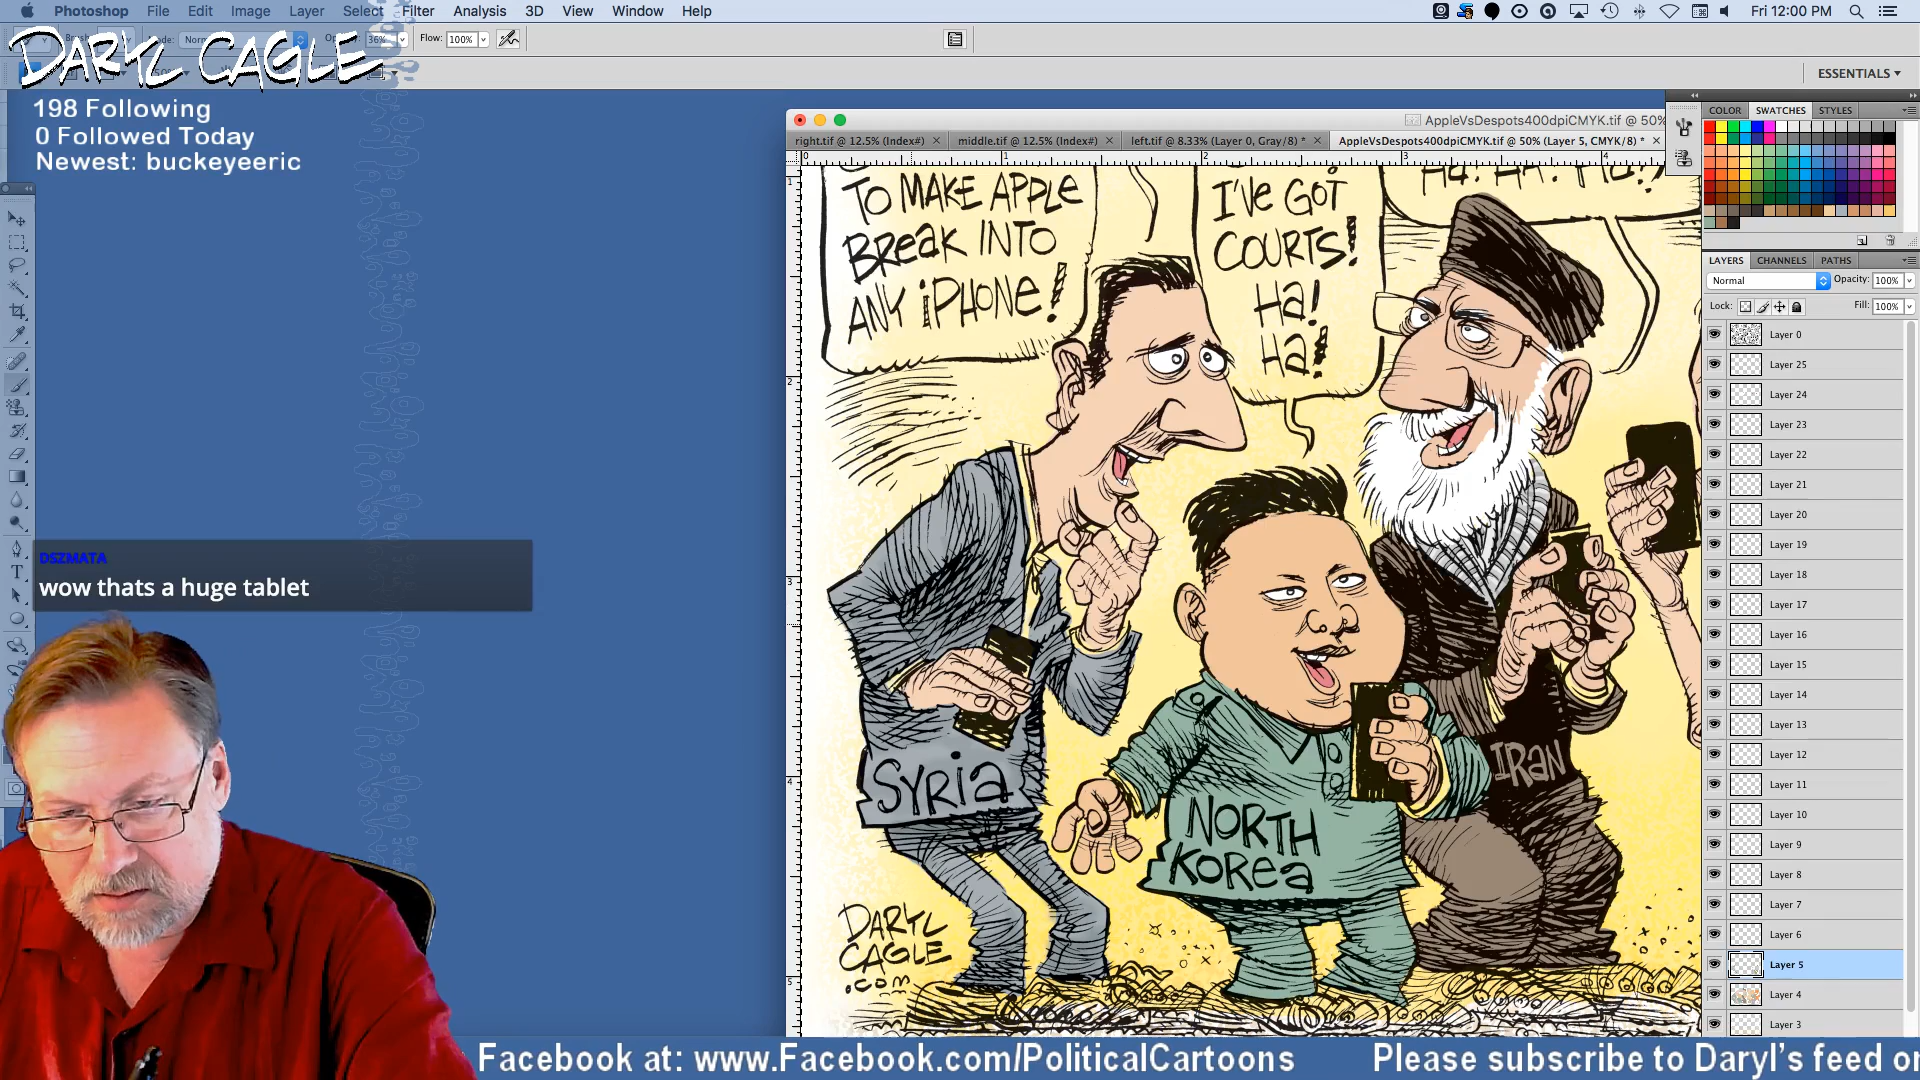 Photoshop File Edit Image Layer Select Filter Analysis 3D View Window Help
Fri 12:00 PM
Flow: 100%
DARYL CAGLE
ESSENTIALS
198 Following
0 Followed Today
Newest: buckeyeeric
AppleVsDespots400dpiCMYK.tif @ 50%
right.tif @ 12.5% (Index#) middle.tif @ 12.5% (Index#) left.tif @ 8.33% (Layer 0, Gray/8) * AppleVsDespots400dpiCMYK.tif @ 50% (Layer 5, CMYK/8) *
COLOR SWATCHES STYLES
TO MAKE APPLE
BREAK INTO
ANY iPHONE!
I'VE GOT
COURTS!
HA!
HA!
HA! HA! HA!
LAYERS CHANNELS PATHS
Normal Opacity: 100%
Lock: Fill: 100%
Layer 0
Layer 25
Layer 24
Layer 23
Layer 22
Layer 21
Layer 20
Layer 19
Layer 18
Layer 17
Layer 16
Layer 15
Layer 14
Layer 13
Layer 12
Layer 11
Layer 10
Layer 9
Layer 8
Layer 7
Layer 6
Layer 5
Layer 4
Layer 3
DSZMATA
wow thats a huge tablet
SYRIA
NORTH
KOREA
IRAN
DARYL
CAGLE
.com
Facebook at: www.Facebook.com/PoliticalCartoons Please subscribe to Daryl's feed on